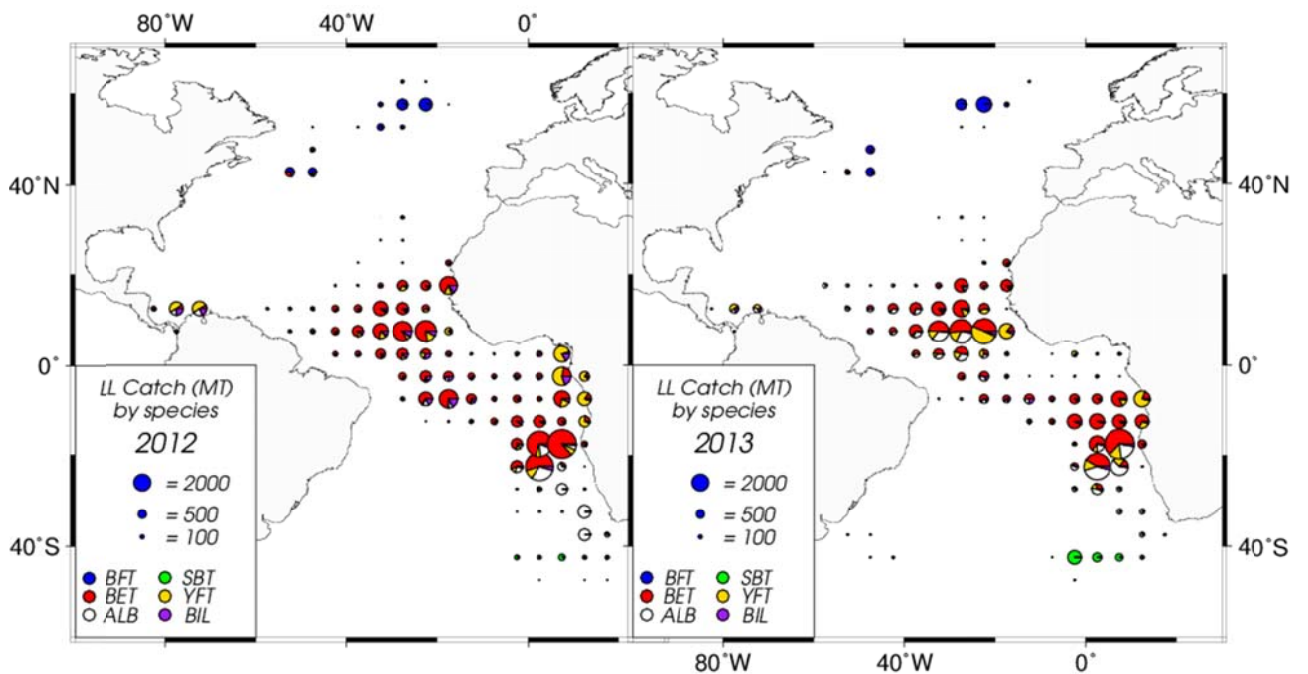 80°W 40°W 0°
40°N
0°
40°S
LL Catch (MT)
by species
2012
= 2000
= 500
= 100
BFT SBT
BET YFT
ALB BIL
LL Catch (MT)
by species
2013
= 2000
= 500
= 100
BFT SBT
BET YFT
ALB BIL
40°N
0°
40°S
80°W 40°W 0°